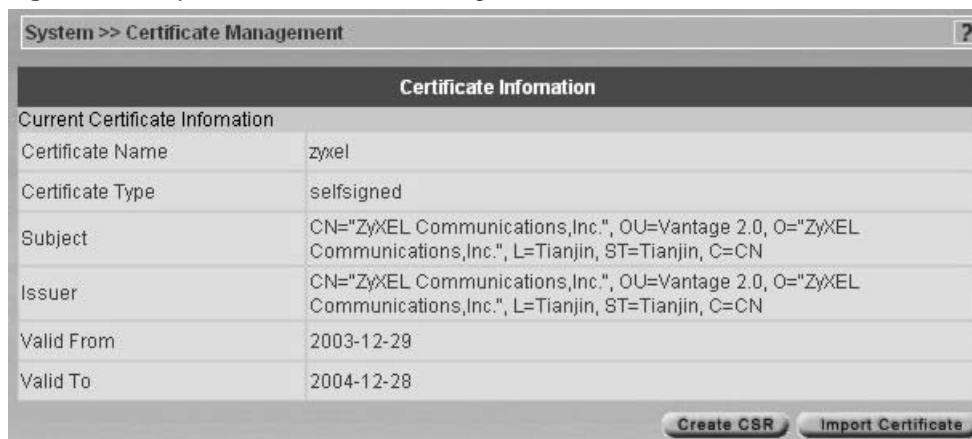 System >> Certificate Management
?
Certificate Infomation
Current Certificate Infomation
Certificate Name
zyxel
Certificate Type
selfsigned
Subject
CN="ZyXEL Communications,Inc.", OU=Vantage 2.0, O="ZyXEL
Communications,Inc.", L=Tianjin, ST=Tianjin, C=CN
Issuer
CN="ZyXEL Communications,Inc.", OU=Vantage 2.0, O="ZyXEL
Communications,Inc.", L=Tianjin, ST=Tianjin, C=CN
Valid From
2003-12-29
Valid To
2004-12-28
Create CSR
Import Certificate